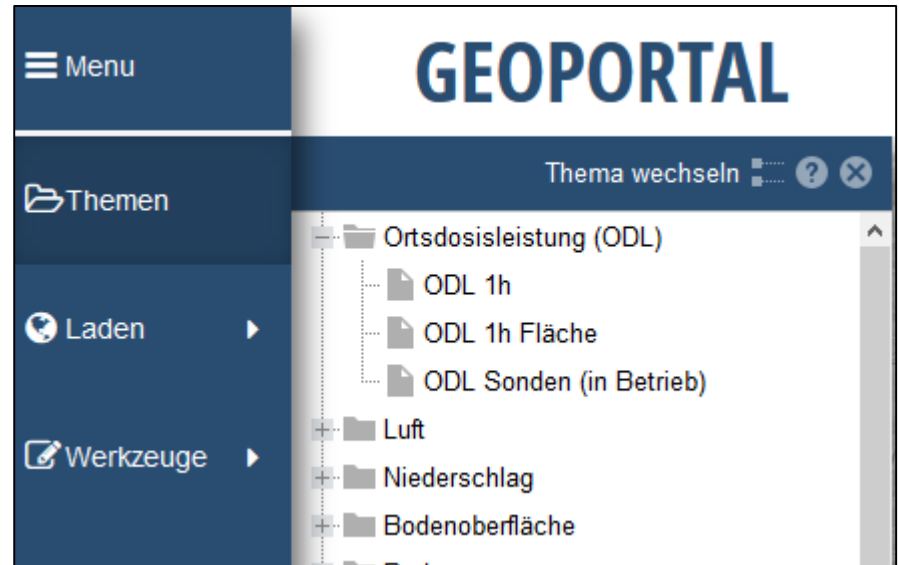 Menu
GEOPORTAL
Thema wechseln
Themen
Ortsdosisleistung (ODL)
ODL 1h
ODL 1h Fläche
ODL Sonden (in Betrieb)
Laden
Luft
Werkzeuge
Niederschlag
Bodenoberfläche